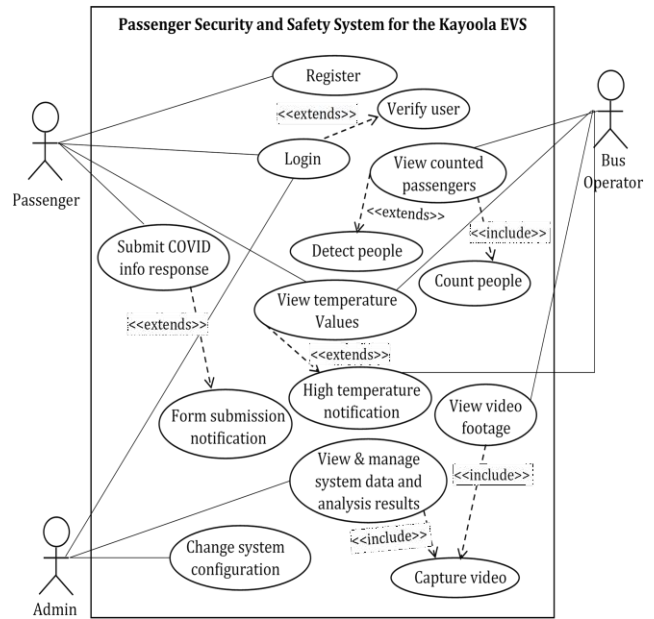 Passenger Security and Safety System for the Kayoola EVS
Register
<<extends>>
Verify user
Login
View counted
passengers
Passenger
Bus
Operator
<<extends>>
Submit COVID
info response
<<include>>
Detect people
Count people
View temperature
Values
<<extends>>
<<extends>>
High temperature
notification
View video
footage
Form submission
notification
View & manage
system data and
analysis results
<<include>>
<<include>>
Change system
configuration
Capture video
Admin